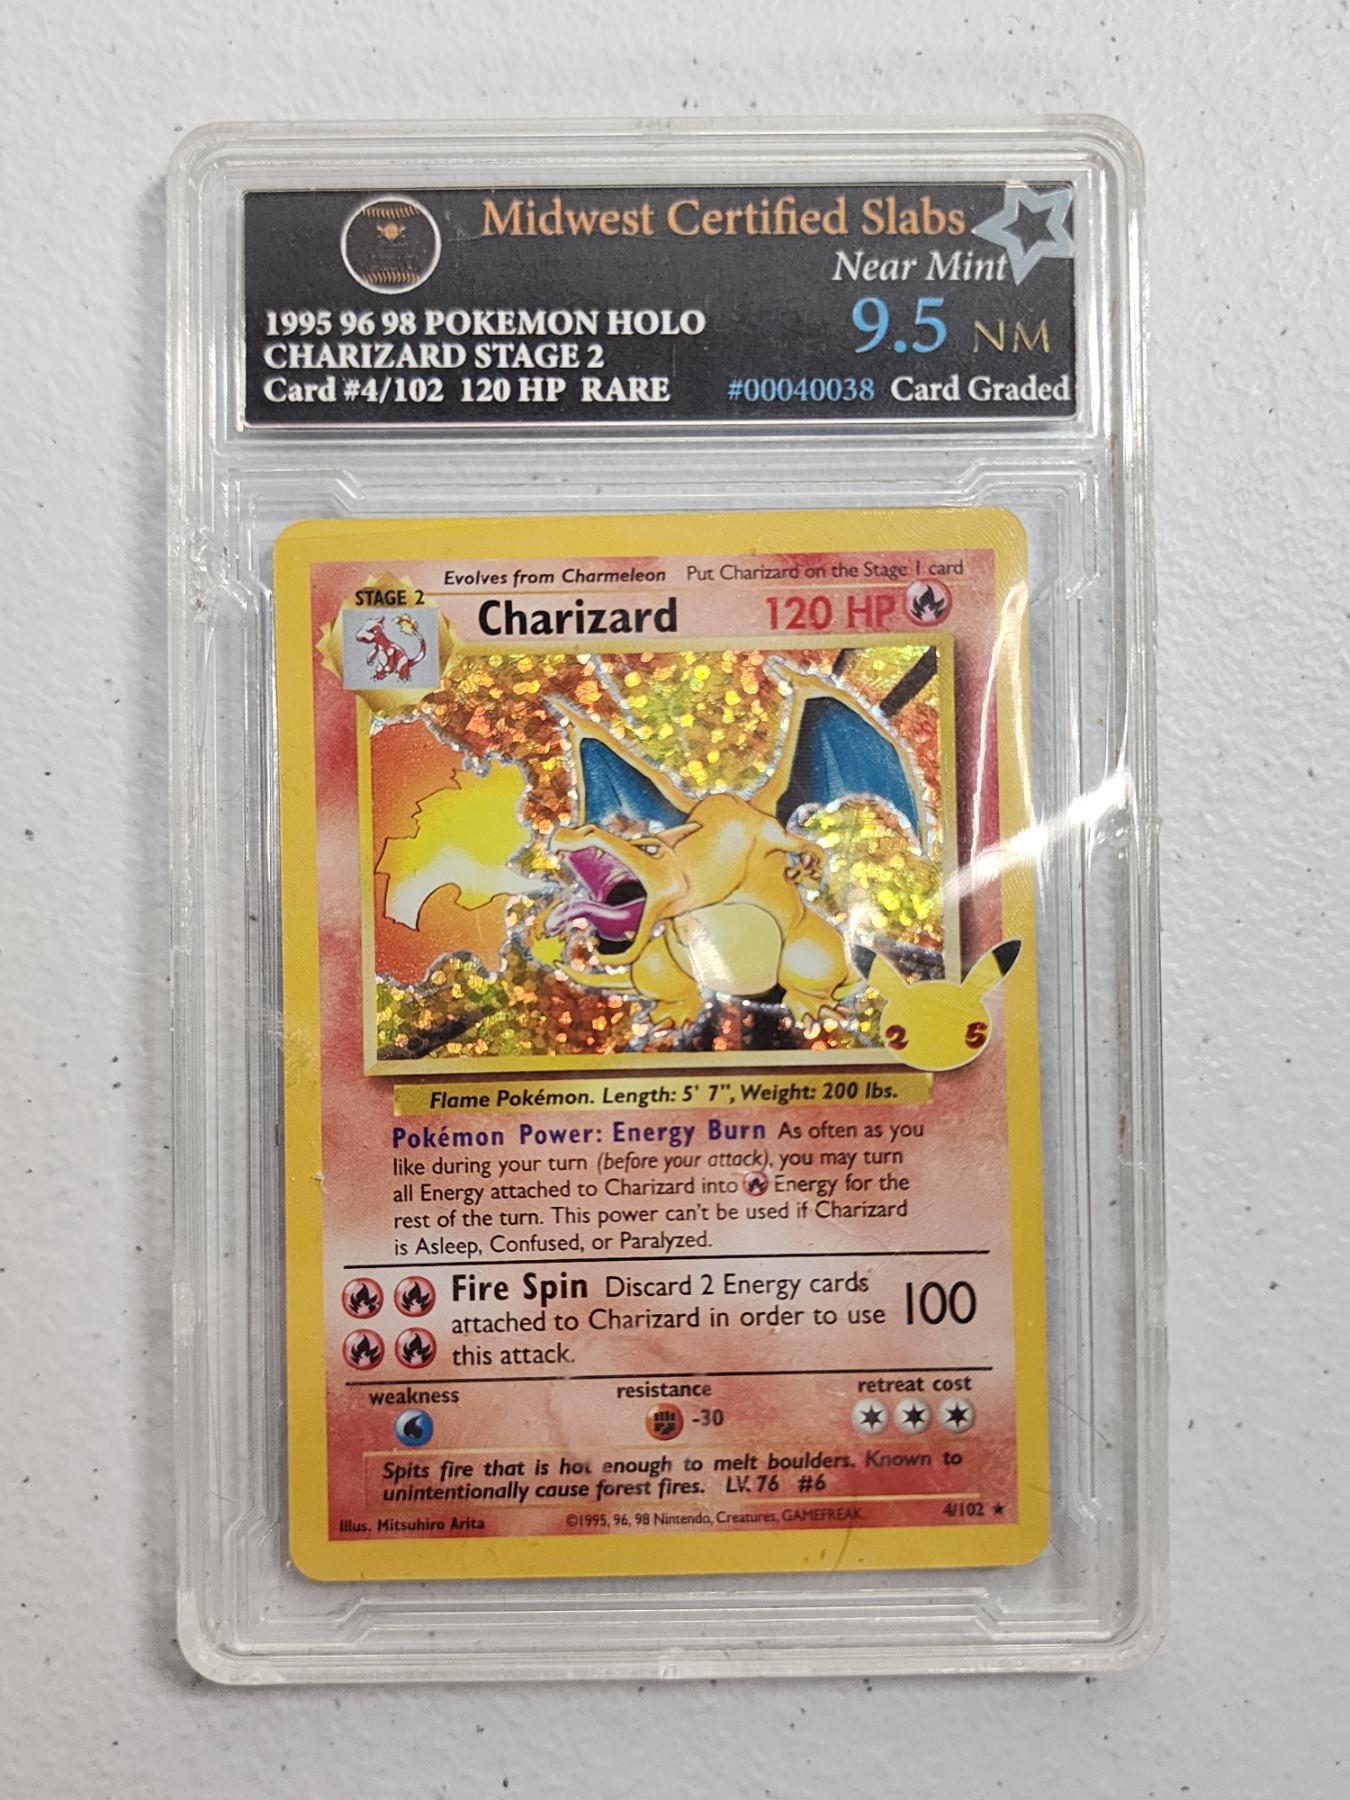 Midwest Certified Slabs
Near Mint
1995 96 98 POKEMON HOLO
9.5 NM
CHARIZARD STAGE 2
Card #4/102 120 HP RARE
#00040038 Card Graded
Evolves from Charmeleon Put Charizard on the Stage 1 card
STAGE 2
Charizard 120 HP
2 5
Flame Pokémon. Length: 5' 7", Weight: 200 lbs.
Pokémon Power: Energy Burn As often as you
like during your turn (before your attack), you may turn
all Energy attached to Charizard into Energy for the
rest of the turn. This power can't be used if Charizard
is Asleep, Confused, or Paralyzed.
Fire Spin Discard 2 Energy cards
attached to Charizard in order to use 100
this attack.
weakness resistance retreat cost
-30
Spits fire that is hot enough to melt boulders. Known to
unintentionally cause forest fires. LV. 76 #6
Illus. Mitsuhiro Arita ©1995, 96, 98 Nintendo, Creatures, GAMEFREAK. 4/102 ★